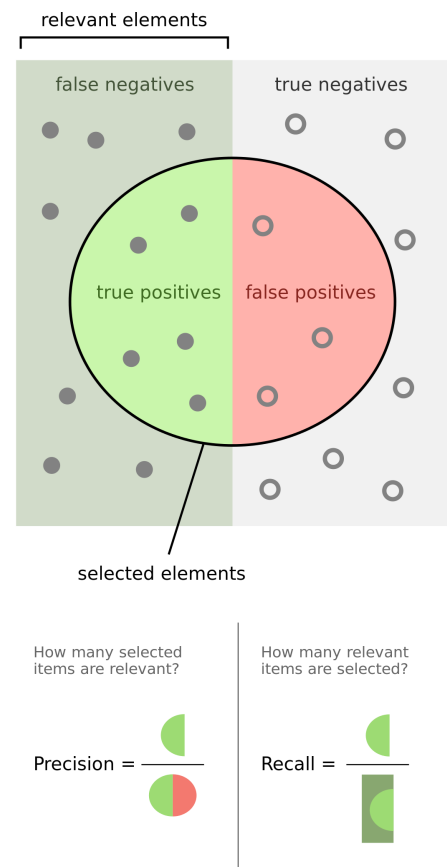 relevant elements
false negatives
true negatives
true positives
false positives
selected elements
How many selected
items are relevant?
How many relevant
items are selected?
Precision =
Recall =